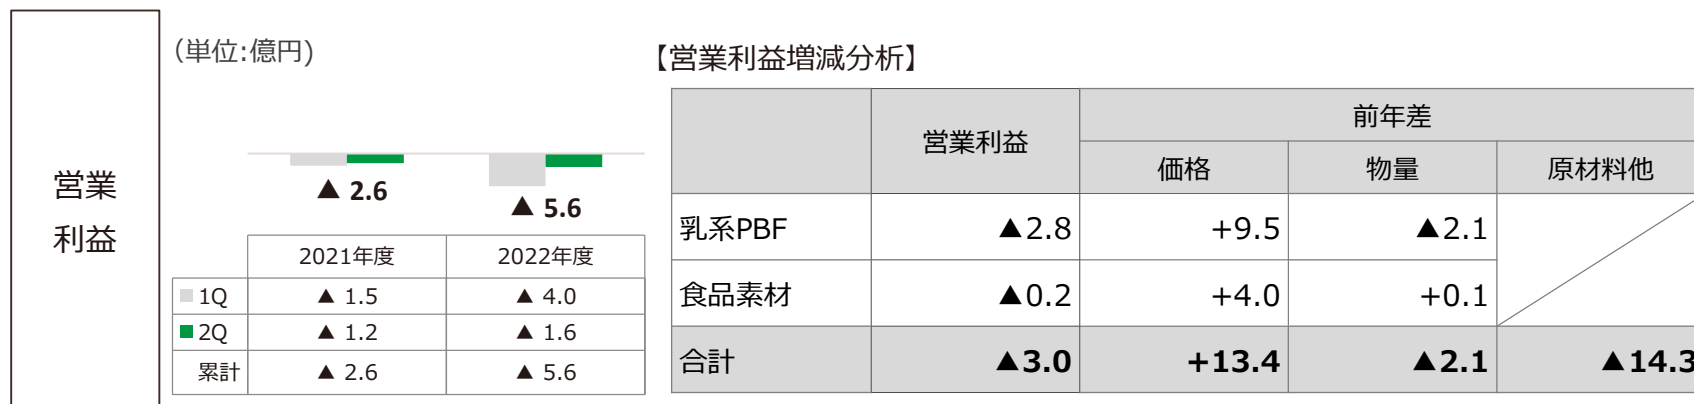 営業
利益
(単位:億円)
▲ 2.6
▲ 5.6
2021年度 2022年度
1Q ▲ 1.5 ▲ 4.0
2Q ▲ 1.2 ▲ 1.6
累計 ▲ 2.6 ▲ 5.6
【営業利益増減分析】
営業利益 前年差
価格 物量 原材料他
乳系PBF ▲2.8 +9.5 ▲2.1
食品素材 ▲0.2 +4.0 +0.1
合計 ▲3.0 +13.4 ▲2.1 ▲14.3